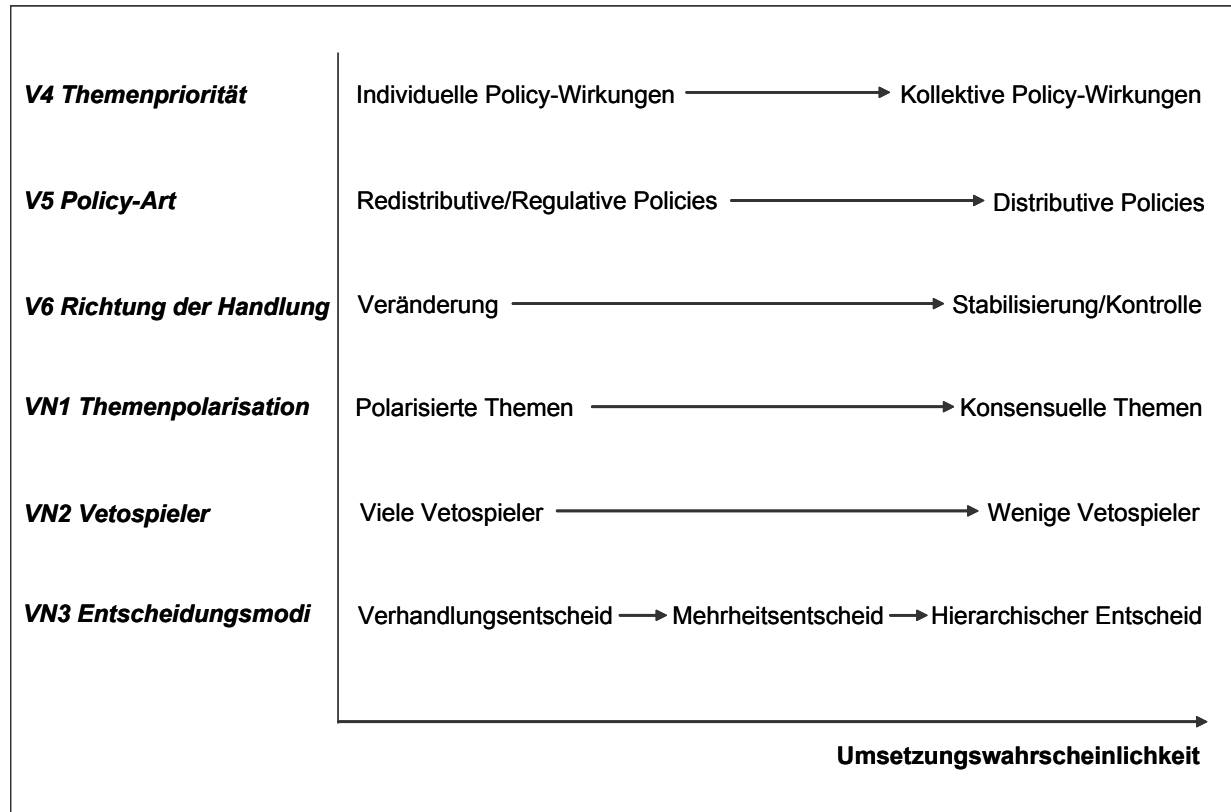 V4 Themenpriorität Individuelle Policy-Wirkungen Kollektive Policy-Wirkungen
V5 Policy-Art Redistributive/Regulative Policies Distributive Policies
V6 Richtung der Handlung Veränderung Stabilisierung/Kontrolle
VN1 Themenpolarisation Polarisierte Themen Konsensuelle Themen
VN2 Vetospieler Viele Vetospieler Wenige Vetospieler
VN3 Entscheidungsmodi Verhandlungsentscheid Mehrheitsentscheid Hierarchischer Entscheid
Umsetzungswahrscheinlichkeit